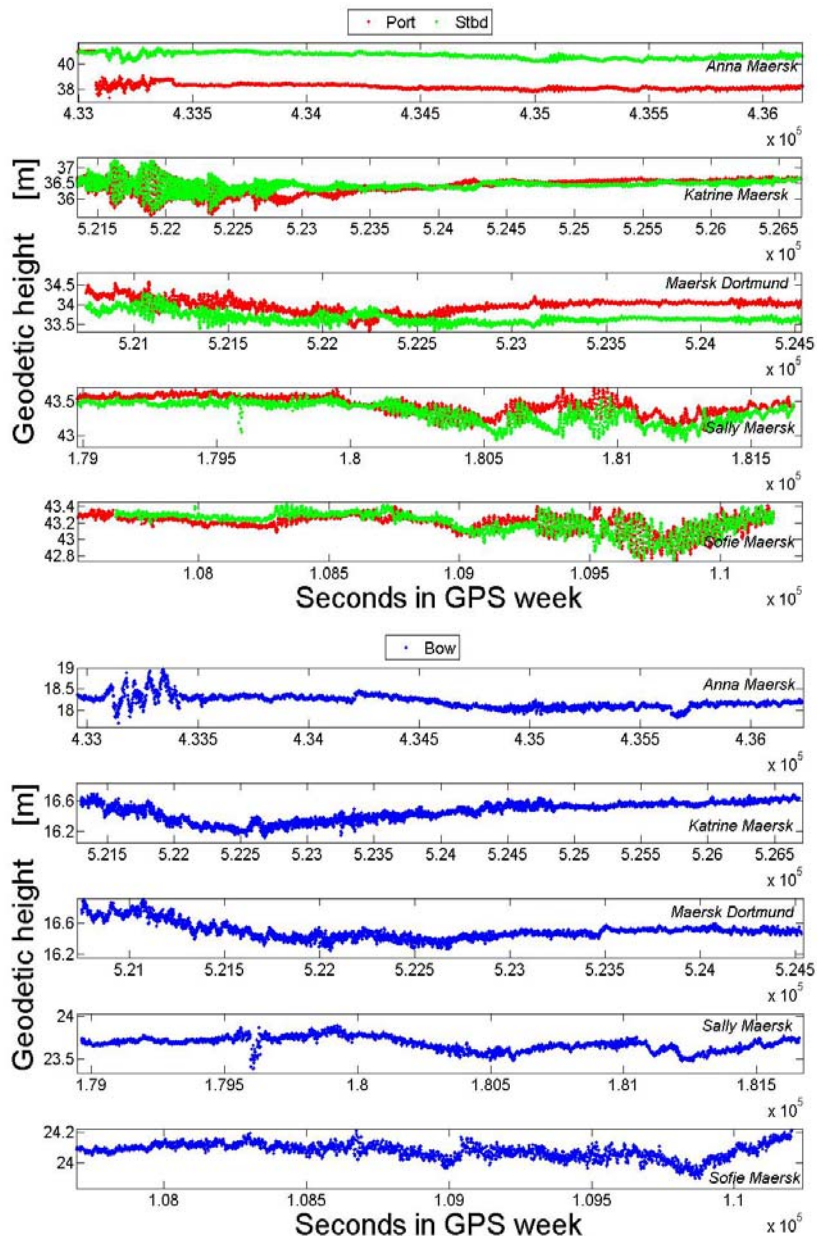 Port Stbd
40
38
Anna Maersk
4.33 4.335 4.34 4.345 4.35 4.355 4.36
x 10^5
37
36.5
36
Katrine Maersk
5.215 5.22 5.225 5.23 5.235 5.24 5.245 5.25 5.255 5.26 5.265
x 10^5
34.5
34
33.5
Maersk Dortmund
5.21 5.215 5.22 5.225 5.23 5.235 5.24 5.245
x 10^5
43.5
43
Sally Maersk
1.79 1.795 1.8 1.805 1.81 1.815
x 10^5
43.4
43.2
43
42.8
Sofie Maersk
1.08 1.085 1.09 1.095 1.1
x 10^5
Geodetic height [m]
Seconds in GPS week
Bow
19
18.5
18
Anna Maersk
4.33 4.335 4.34 4.345 4.35 4.355 4.36
x 10^5
16.6
16.2
Katrine Maersk
5.215 5.22 5.225 5.23 5.235 5.24 5.245 5.25 5.255 5.26 5.265
x 10^5
16.6
16.2
Maersk Dortmund
5.21 5.215 5.22 5.225 5.23 5.235 5.24 5.245
x 10^5
24
23.5
Sally Maersk
1.79 1.795 1.8 1.805 1.81 1.815
x 10^5
24.2
24
Sofie Maersk
1.08 1.085 1.09 1.095 1.1
x 10^5
Geodetic height [m]
Seconds in GPS week